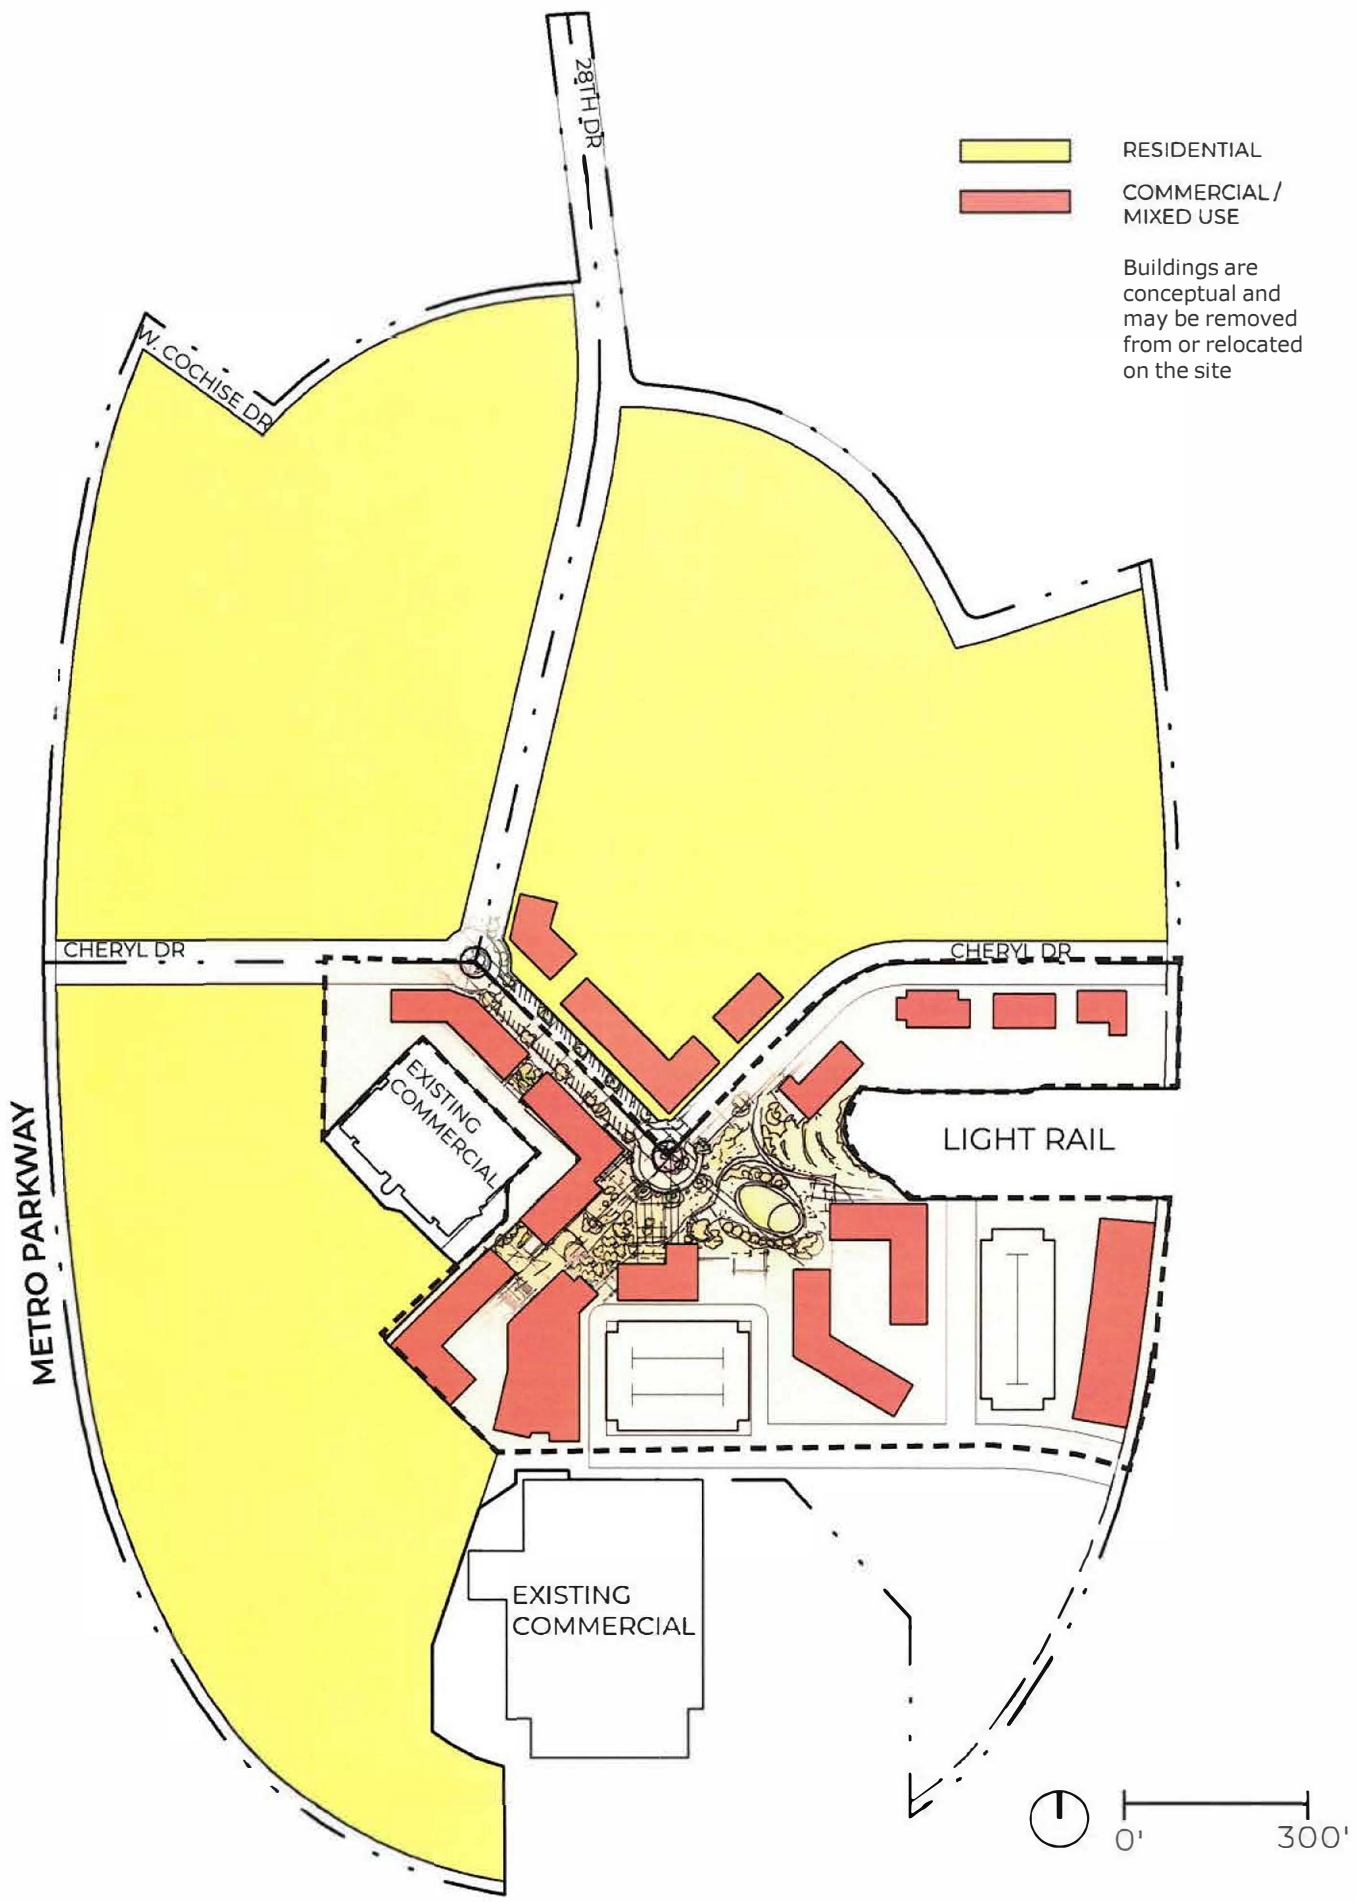 28TH DR
RESIDENTIAL
COMMERCIAL /
MIXED USE
Buildings are
conceptual and
may be removed
from or relocated
on the site
W. COCHISE DR
CHERYL DR
CHERYL DR
EXISTING
COMMERCIAL
LIGHT RAIL
METRO PARKWAY
EXISTING
COMMERCIAL
0'
300'